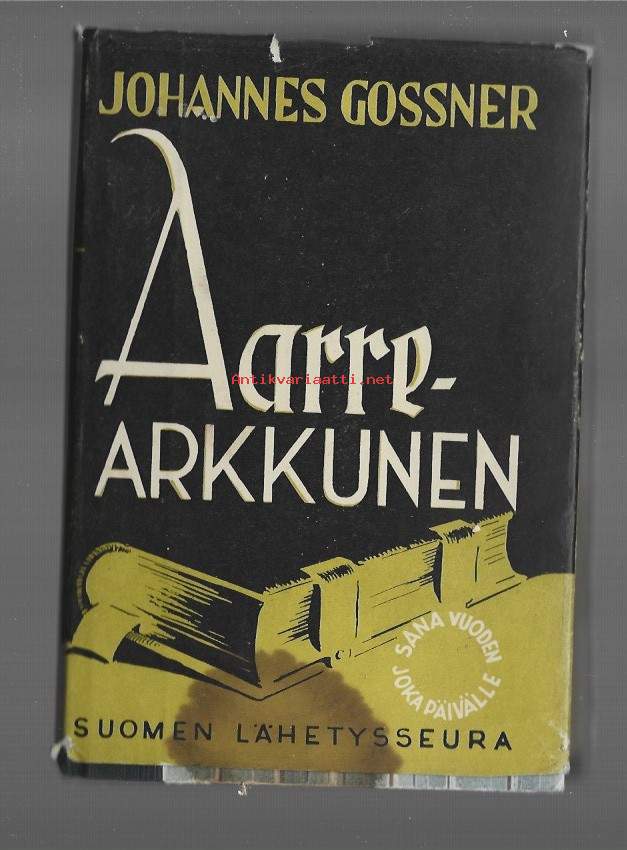 JOHANNES GOSSNER
Aarre-
Antikvariaatti.net
ARKKUNEN
SANA VUODEN
JOKA PÄIVÄLLE
SUOMEN LÄHETYSSEURA